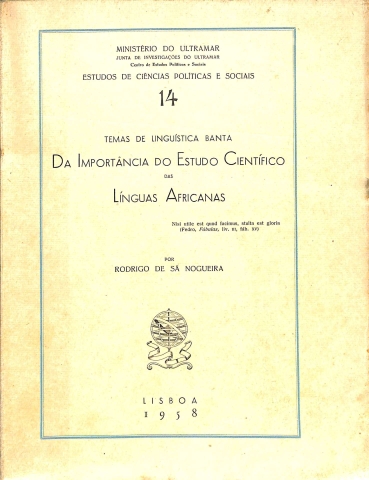 MINISTÉRIO DO ULTRAMAR
JUNTA DE INVESTIGAÇÕES DO ULTRAMAR
Centro de Estudos Políticos e Sociais
ESTUDOS DE CIÊNCIAS POLÍTICAS E SOCIAIS
14
TEMAS DE LINGUÍSTICA BANTA
DA IMPORTÂNCIA DO ESTUDO CIENTÍFICO
DAS
LÍNGUAS AFRICANAS
Nisi utile est quod facimus, stulta est gloria
(Fedro, Fábulas, liv. III, fáb. XV)
POR
RODRIGO DE SÁ NOGUEIRA
LISBOA
1958